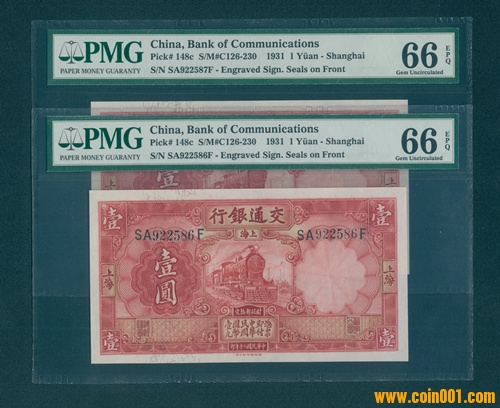 PMG
PAPER MONEY GUARANTY
China, Bank of Communications
Pick# 148c S/M#C126-230 1931 1 Yüan - Shanghai
S/N SA922587F - Engraved Sign. Seals on Front
66 EPQ
Gem Uncirculated
PMG
PAPER MONEY GUARANTY
China, Bank of Communications
Pick# 148c S/M#C126-230 1931 1 Yüan - Shanghai
S/N SA922586F - Engraved Sign. Seals on Front
66 EPQ
Gem Uncirculated
壹 行銀通交 壹
海上
SA922586F SA922586F
壹圓
上海 上海
壹 壹
www.coin001.com